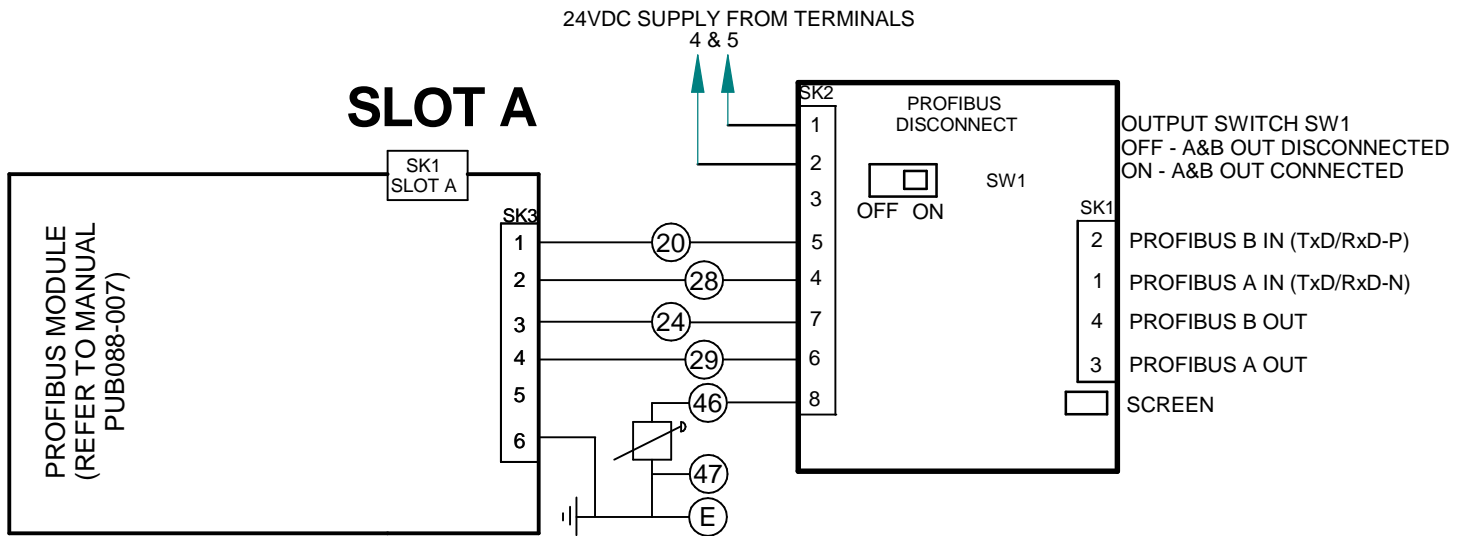 24VDC SUPPLY FROM TERMINALS
4 & 5
SLOT A
SK1
SLOT A
PROFIBUS MODULE
(REFER TO MANUAL
PUB088-007)
SK3
1
2
3
4
5
6
20
28
24
29
46
47
E
SK2
1
2
3
5
4
7
6
8
PROFIBUS
DISCONNECT
SW1
OFF ON
SK1
2
1
4
3
OUTPUT SWITCH SW1
OFF - A&B OUT DISCONNECTED
ON - A&B OUT CONNECTED
PROFIBUS B IN (TxD/RxD-P)
PROFIBUS A IN (TxD/RxD-N)
PROFIBUS B OUT
PROFIBUS A OUT
SCREEN